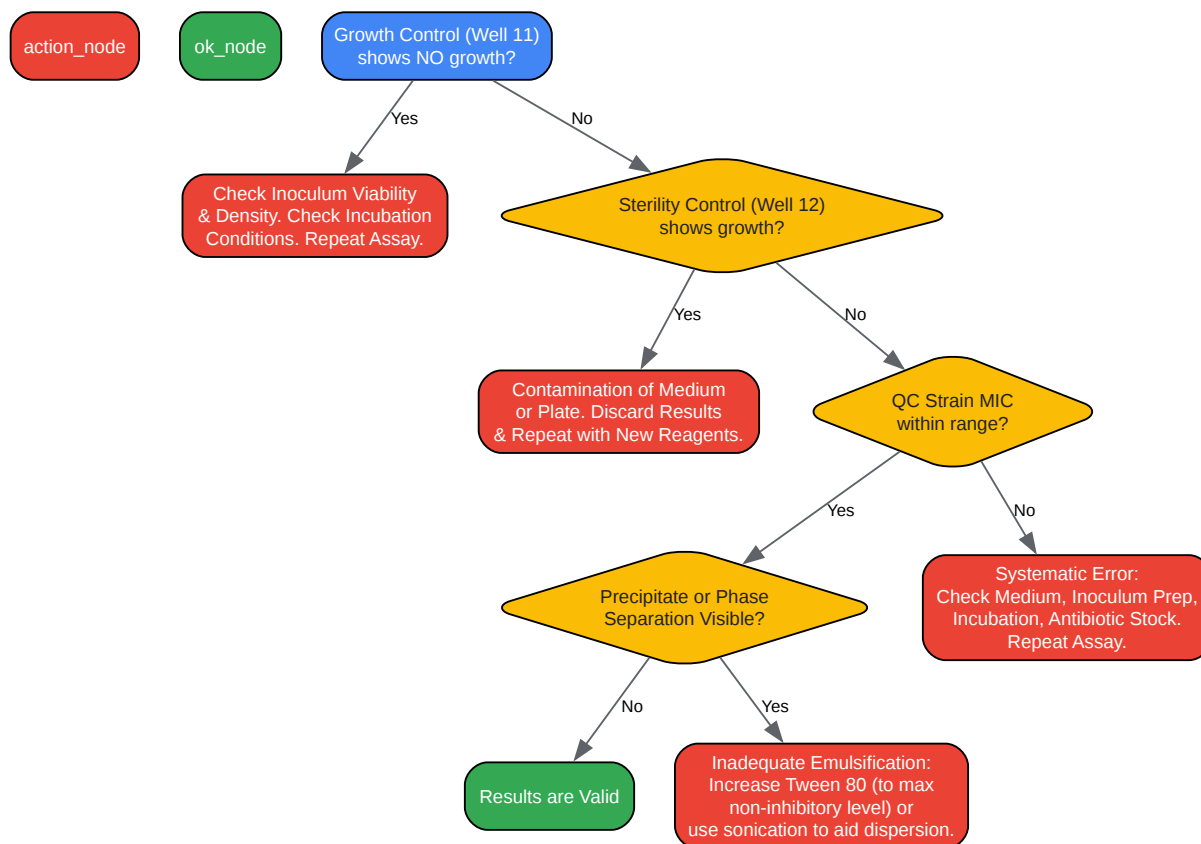 action_node
ok_node
Growth Control (Well 11)
shows NO growth?
Yes
No
Check Inoculum Viability
& Density. Check Incubation
Conditions. Repeat Assay.
Sterility Control (Well 12)
shows growth?
Yes
No
Contamination of Medium
or Plate. Discard Results
& Repeat with New Reagents.
QC Strain MIC
within range?
Yes
No
Precipitate or Phase
Separation Visible?
Systematic Error:
Check Medium, Inoculum Prep,
Incubation, Antibiotic Stock.
Repeat Assay.
No
Yes
Results are Valid
Inadequate Emulsification:
Increase Tween 80 (to max
non-inhibitory level) or
use sonication to aid dispersion.